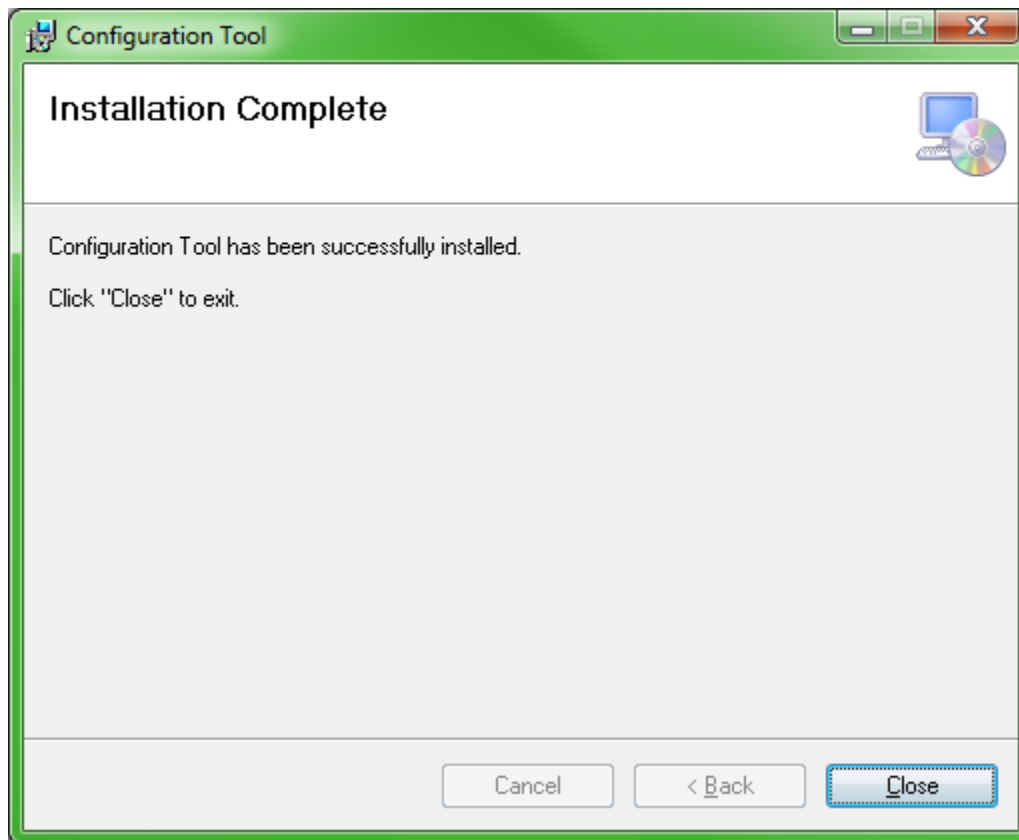 Configuration Tool
Installation Complete
Configuration Tool has been successfully installed.
Click "Close" to exit.
Cancel
< Back
Close